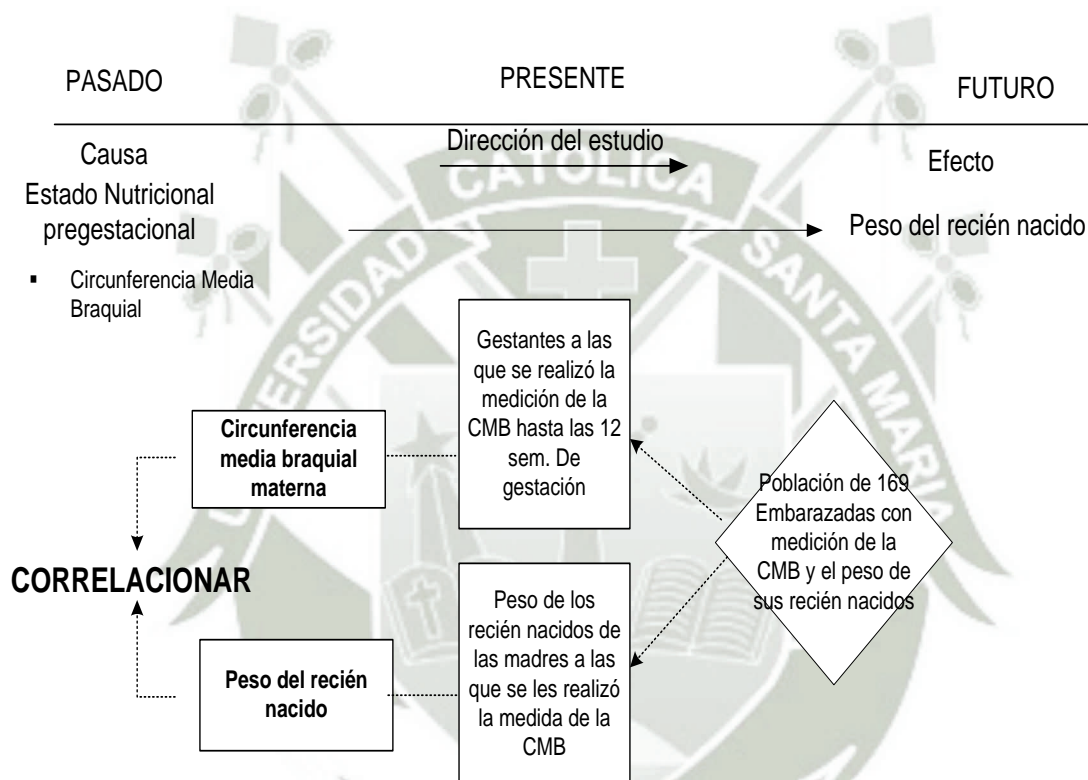 PASADO
PRESENTE
FUTURO
Causa
Dirección del estudio
Efecto
Estado Nutricional
pregestacional
Peso del recién nacido
▪ Circunferencia Media
Braquial
Gestantes a las
que se realizó la
medición de la
CMB hasta las 12
sem. De
gestación
Circunferencia
media braquial
materna
Población de 169
Embarazadas con
medición de la
CMB y el peso de
sus recién nacidos
CORRELACIONAR
Peso de los
recién nacidos de
las madres a las
que se les realizó
la medida de la
CMB
Peso del recién
nacido
UNIVERSIDAD
CATOLICA
SANTA MARIA